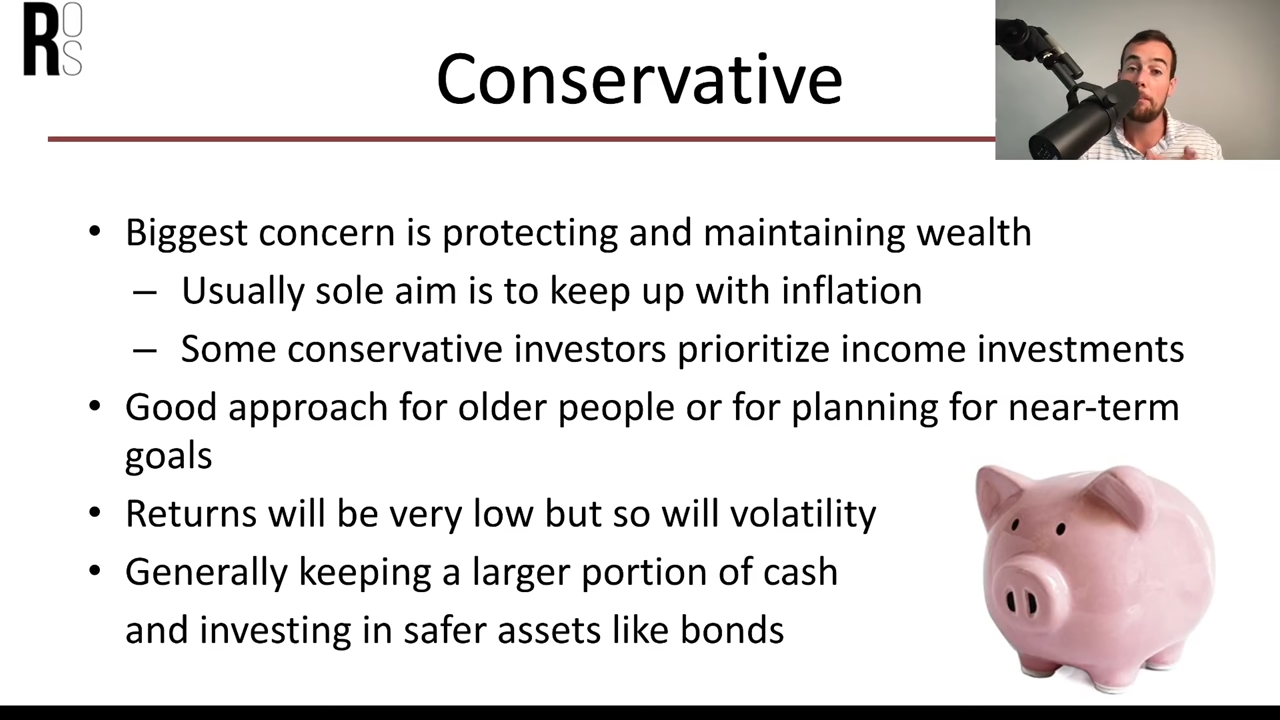 ROS
Conservative
• Biggest concern is protecting and maintaining wealth
– Usually sole aim is to keep up with inflation
– Some conservative investors prioritize income investments
• Good approach for older people or for planning for near-term
goals
• Returns will be very low but so will volatility
• Generally keeping a larger portion of cash
and investing in safer assets like bonds